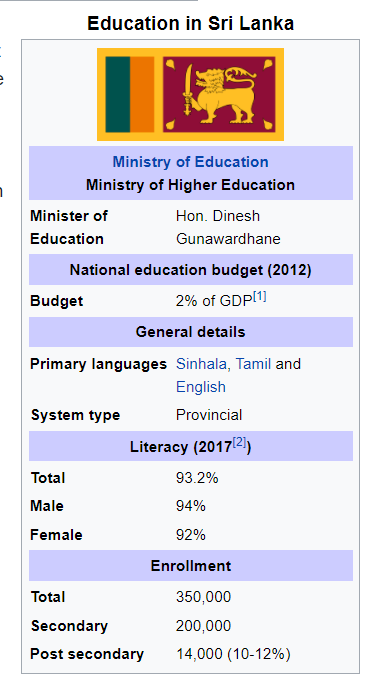 Education in Sri Lanka
Ministry of Education
Ministry of Higher Education
Minister of Education Hon. Dinesh Gunawardhane
National education budget (2012)
Budget 2% of GDP[1]
General details
Primary languages Sinhala, Tamil and English
System type Provincial
Literacy (2017[2])
Total 93.2%
Male 94%
Female 92%
Enrollment
Total 350,000
Secondary 200,000
Post secondary 14,000 (10-12%)